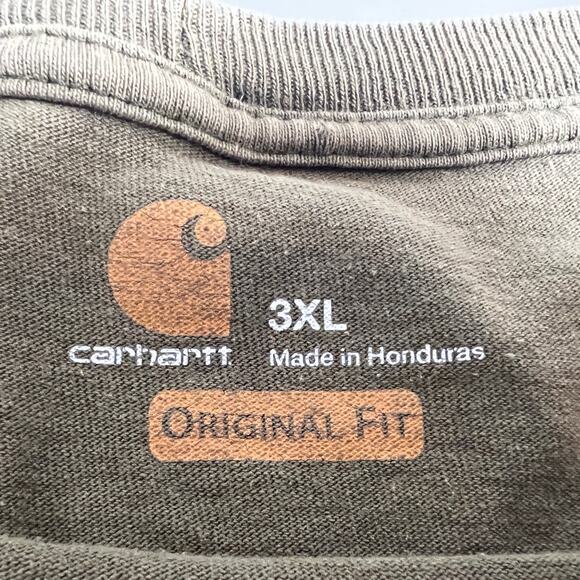 3XL
carhartt Made in Honduras
ORIGINAL FIT